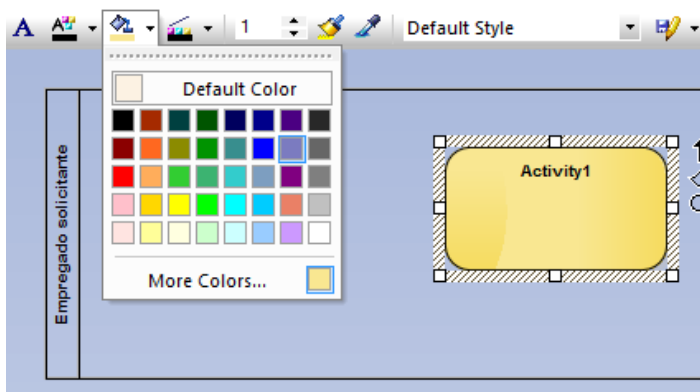 A A 1 Default Style
Default Color
More Colors...
Empregado solicitante
Activity1